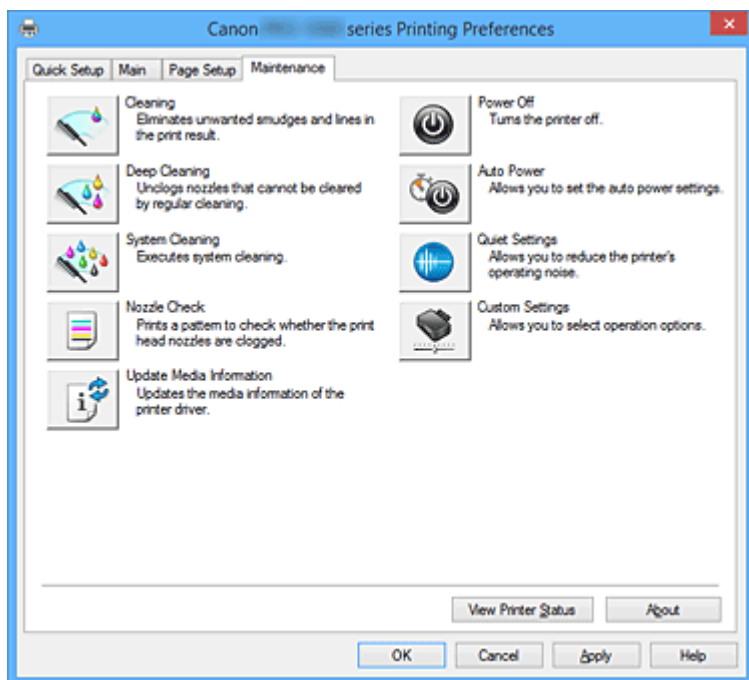 Canon series Printing Preferences
Quick Setup Main Page Setup Maintenance
Cleaning
Eliminates unwanted smudges and lines in
the print result.
Deep Cleaning
Unclogs nozzles that cannot be cleared
by regular cleaning.
System Cleaning
Executes system cleaning.
Nozzle Check
Prints a pattern to check whether the print
head nozzles are clogged.
Update Media Information
Updates the media information of the
printer driver.
Power Off
Turns the printer off.
Auto Power
Allows you to set the auto power settings.
Quiet Settings
Allows you to reduce the printer's
operating noise.
Custom Settings
Allows you to select operation options.
View Printer Status About
OK Cancel Apply Help